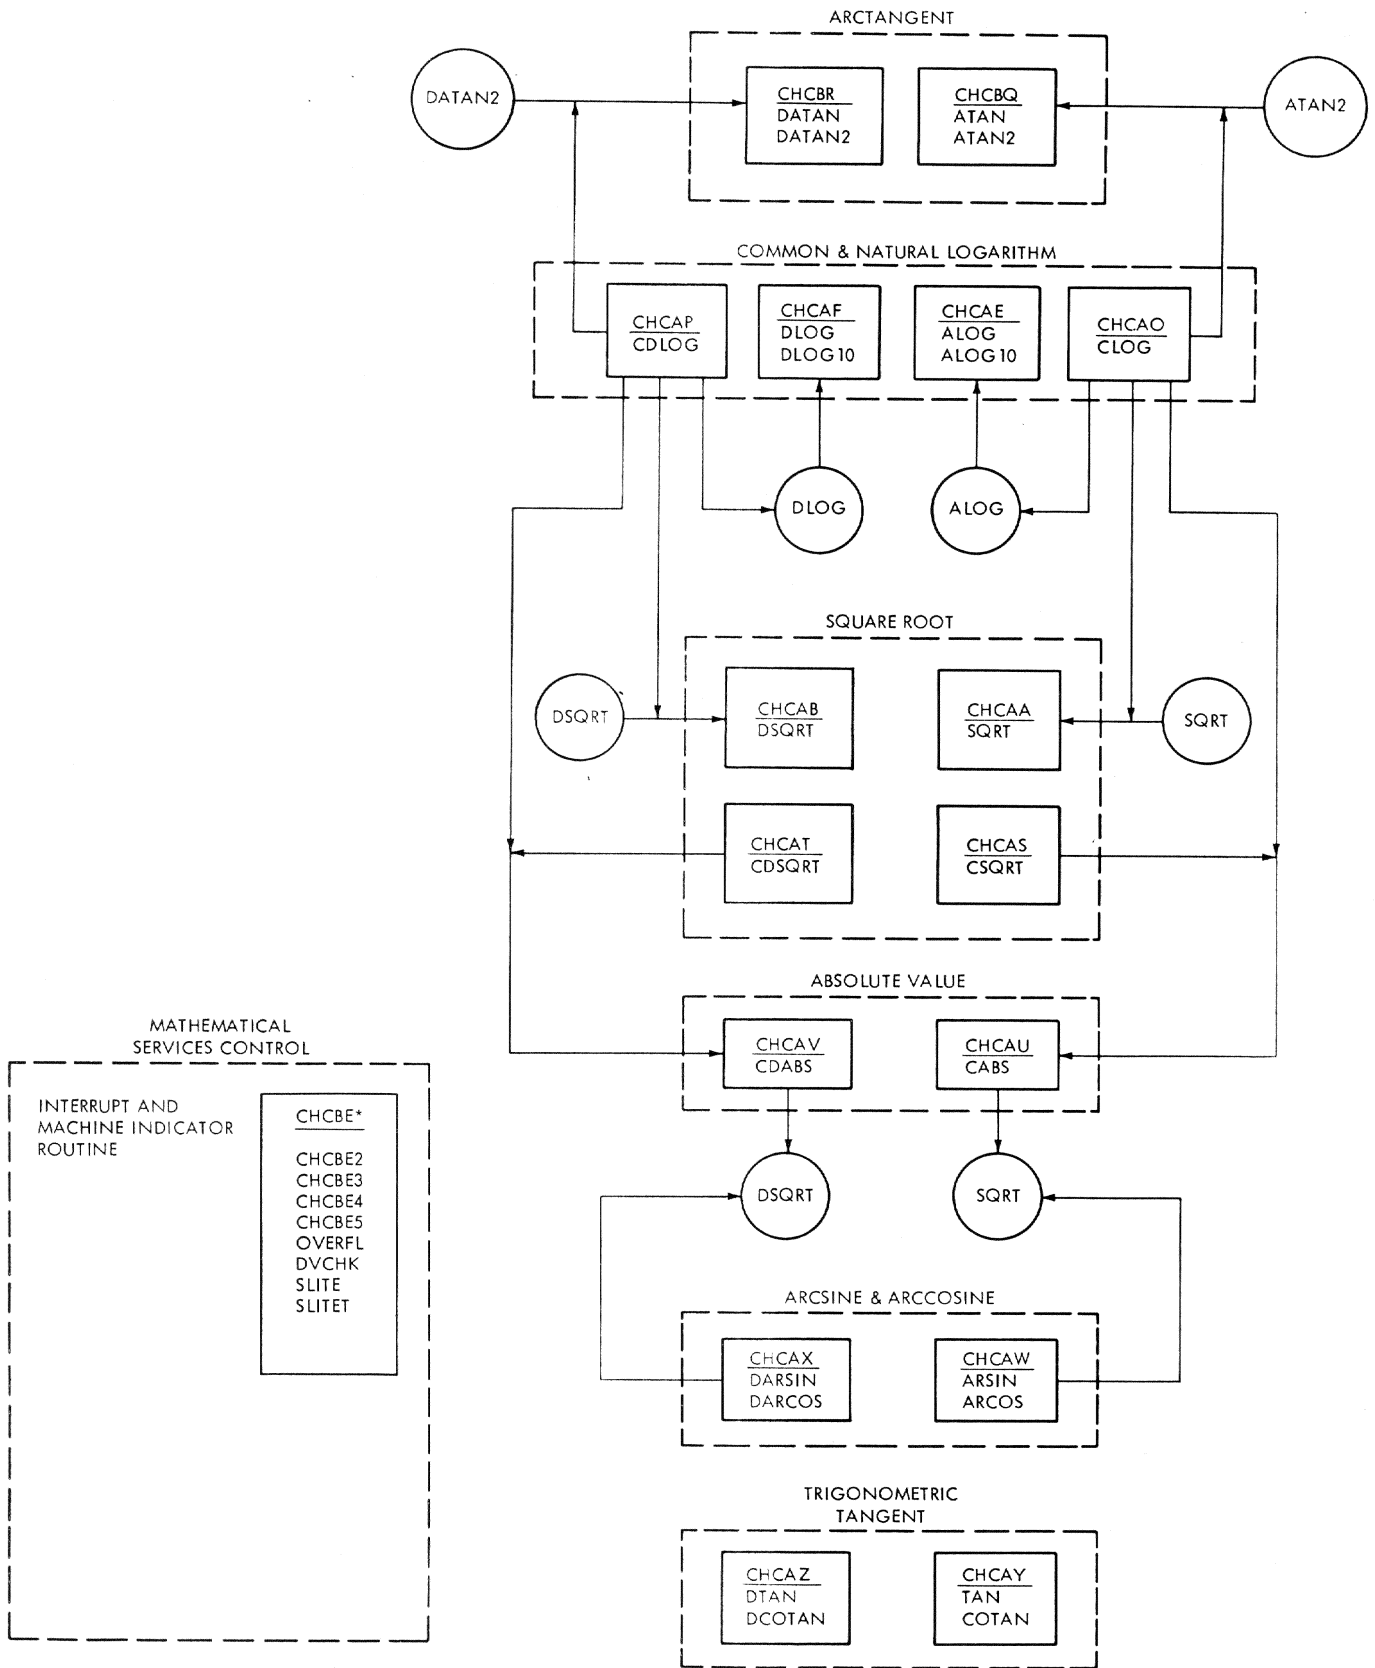 ARCTANGENT
DATAN2
CHCBR
DATAN
DATAN2
CHCBQ
ATAN
ATAN2
ATAN2
COMMON & NATURAL LOGARITHM
CHCAP
CDLOG
CHCAF
DLOG
DLOG10
CHCAE
ALOG
ALOG10
CHCAO
CLOG
DLOG
ALOG
SQUARE ROOT
DSQRT
CHCAB
DSQRT
CHCAA
SQRT
SQRT
CHCAT
CDSQRT
CHCAS
CSQRT
ABSOLUTE VALUE
CHCAV
CDABS
CHCAU
CABS
MATHEMATICAL
SERVICES CONTROL
INTERRUPT AND
MACHINE INDICATOR
ROUTINE
CHCBE*
CHCBE2
CHCBE3
CHCBE4
CHCBE5
OVERFL
DVCHK
SLITE
SLITET
DSQRT
SQRT
ARCSINE & ARCCOSINE
CHCAX
DARSIN
DARCOS
CHCAW
ARSIN
ARCOS
TRIGONOMETRIC
TANGENT
CHCAZ
DTAN
DCOTAN
CHCAY
TAN
COTAN